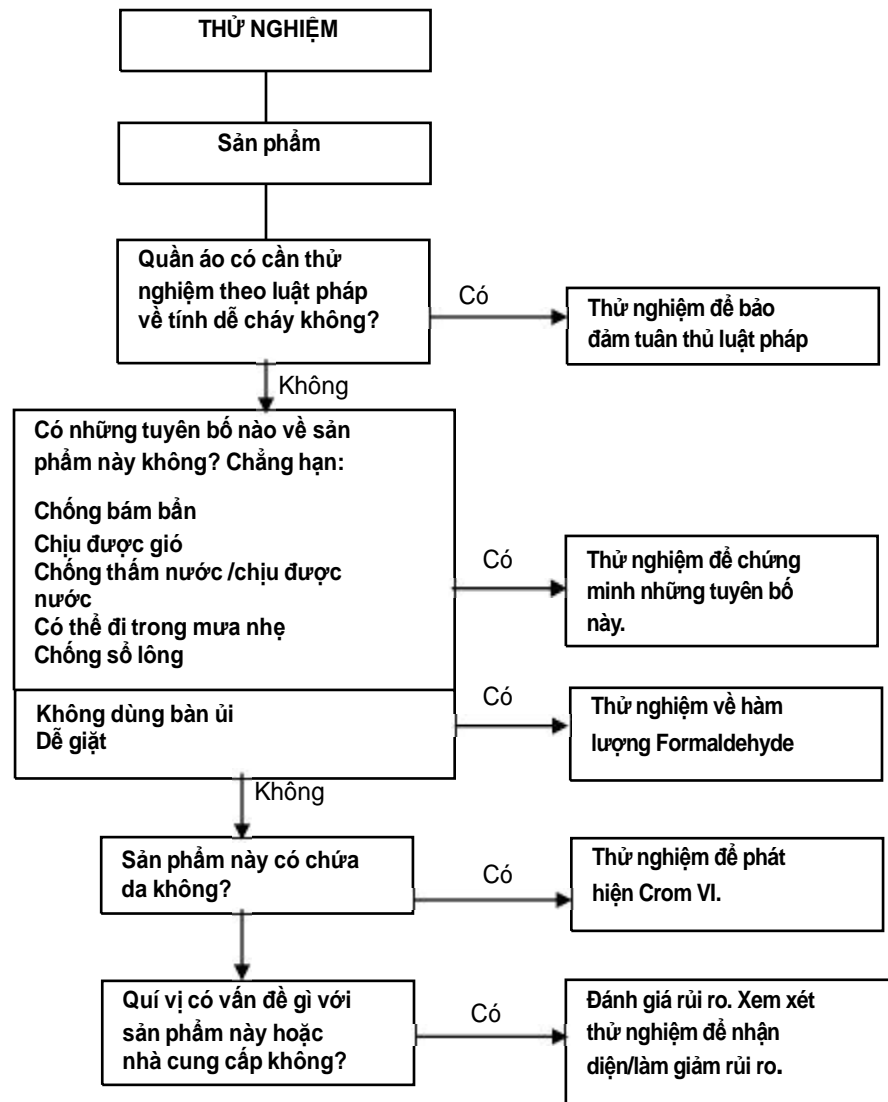 THỬ NGHIỆM
Sản phẩm
Quần áo có cần thử
nghiệm theo luật pháp
về tính dễ cháy không?
Có
Thử nghiệm để bảo
đảm tuân thủ luật pháp
Không
Có những tuyên bố nào về sản
phẩm này không? Chẳng hạn:
Chống bám bẩn
Chịu được gió
Chống thấm nước /chịu được
nước
Có thể đi trong mưa nhẹ
Chống sổ lông
Có
Thử nghiệm để chứng
minh những tuyên bố
này.
Không dùng bàn ủi
Dễ giặt
Có
Thử nghiệm về hàm
lượng Formaldehyde
Không
Sản phẩm này có chứa
da không?
Có
Thử nghiệm để phát
hiện Crom VI.
Quí vị có vấn đề gì với
sản phẩm này hoặc
nhà cung cấp không?
Có
Đánh giá rủi ro. Xem xét
thử nghiệm để nhận
diện/làm giảm rủi ro.